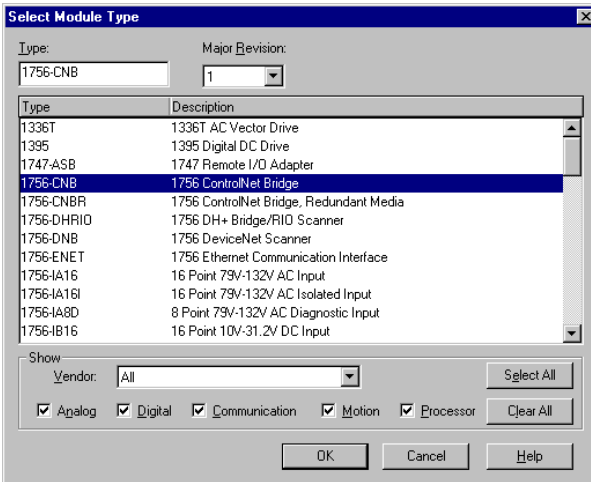 Select Module Type
Type: Major Revision:
1756-CNB 1
Type Description
1336T 1336T AC Vector Drive
1395 1395 Digital DC Drive
1747-ASB 1747 Remote I/O Adapter
1756-CNB 1756 ControlNet Bridge
1756-CNBR 1756 ControlNet Bridge, Redundant Media
1756-DHRIO 1756 DH+ Bridge/RIO Scanner
1756-DNB 1756 DeviceNet Scanner
1756-ENET 1756 Ethernet Communication Interface
1756-IA16 16 Point 79V-132V AC Input
1756-IA16I 16 Point 79V-132V AC Isolated Input
1756-IA8D 8 Point 79V-132V AC Diagnostic Input
1756-IB16 16 Point 10V-31.2V DC Input
Show
Vendor: All Select All
Analog Digital Communication Motion Processor Clear All
OK Cancel Help